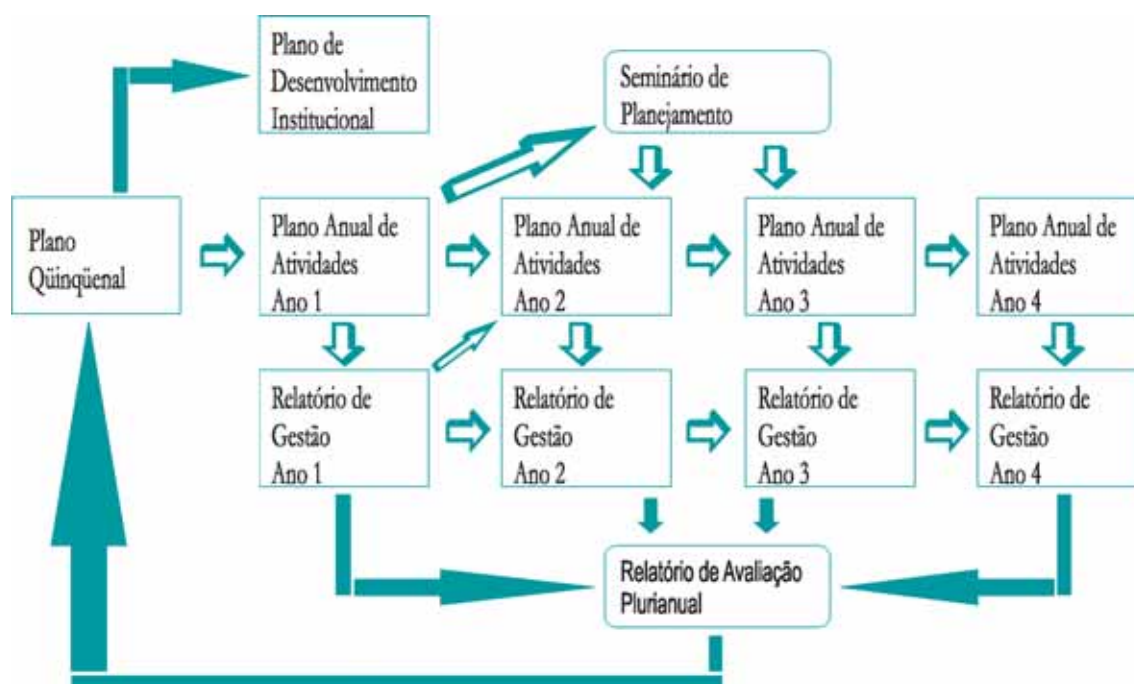 Plano de
Desenvolvimento
Institucional
Seminário de
Planejamento
Plano
Qüinqüenal
Plano Anual de
Atividades
Ano 1
Plano Anual de
Atividades
Ano 2
Plano Anual de
Atividades
Ano 3
Plano Anual de
Atividades
Ano 4
Relatório de
Gestão
Ano 1
Relatório de
Gestão
Ano 2
Relatório de
Gestão
Ano 3
Relatório de
Gestão
Ano 4
Relatório de Avaliação
Plurianual